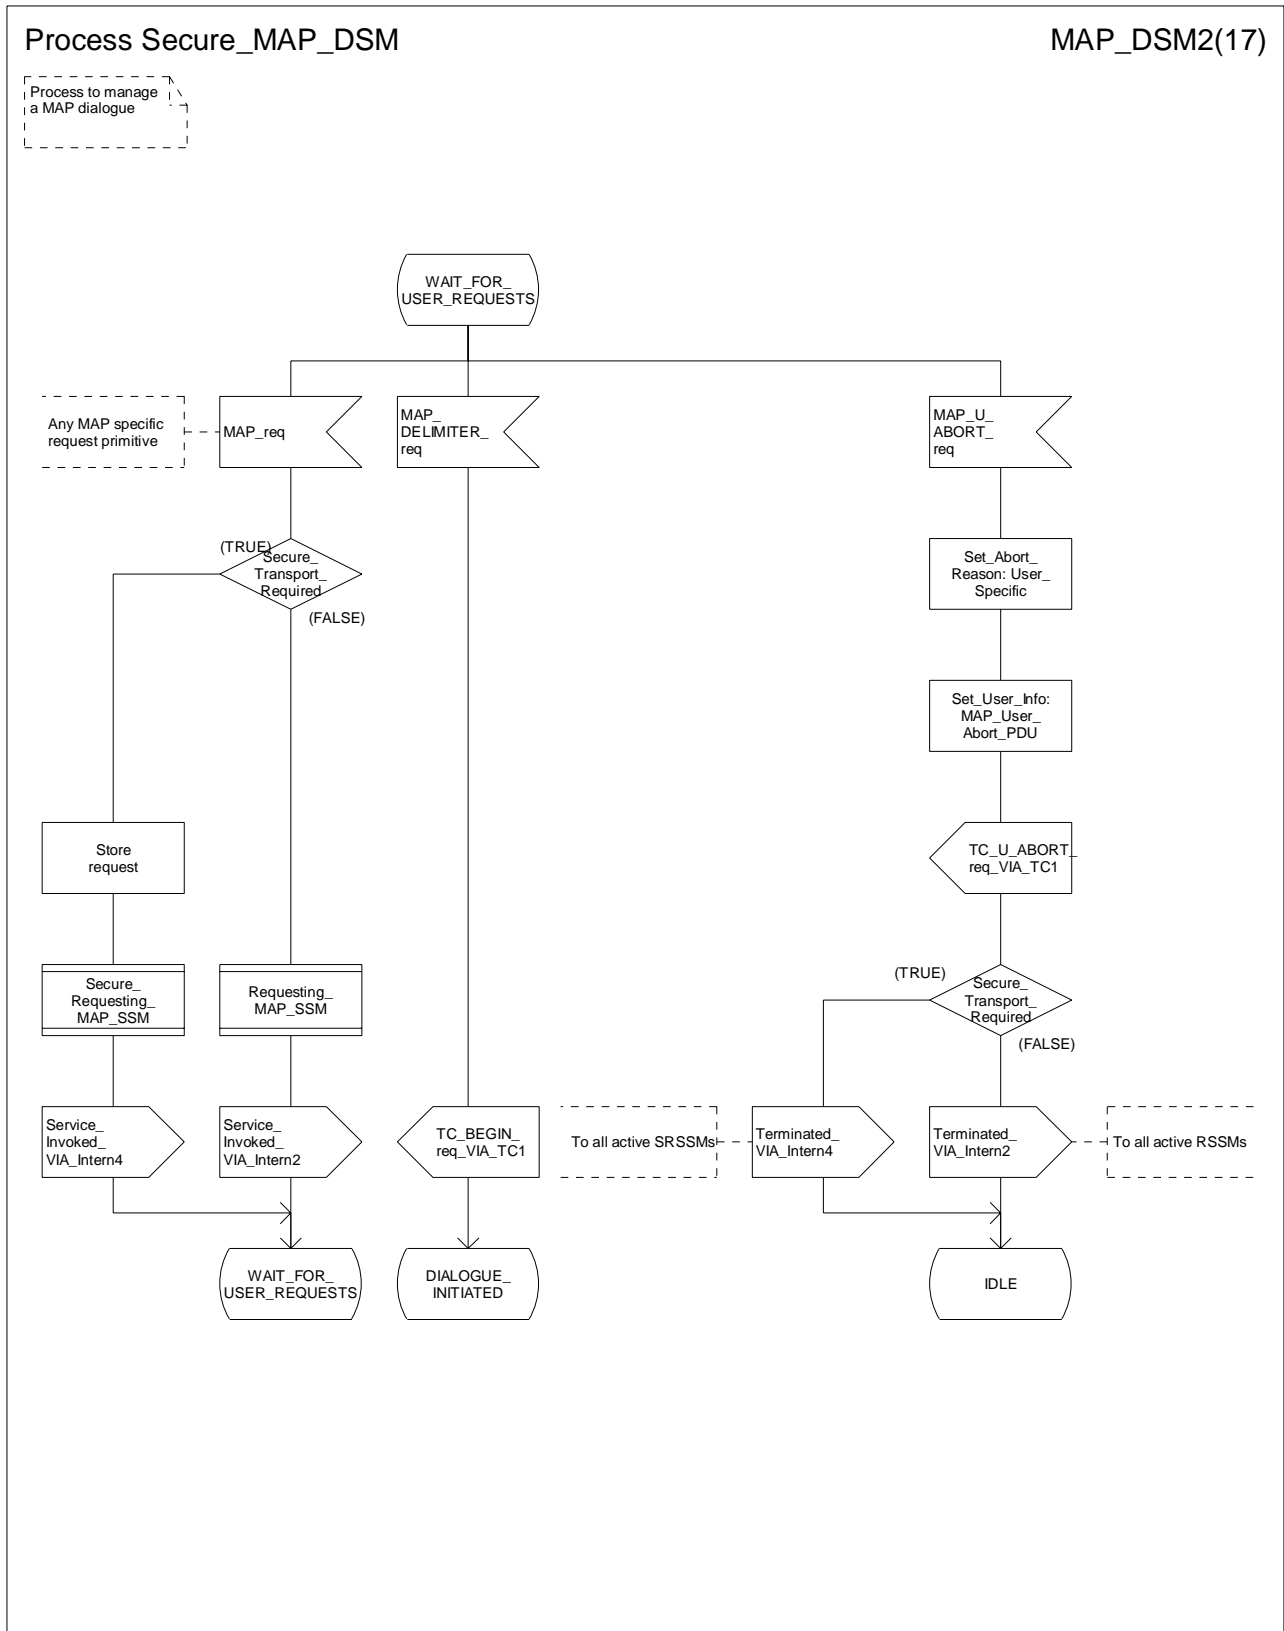 Process Secure_MAP_DSM
MAP_DSM2(17)
Process to manage
a MAP dialogue
WAIT_FOR_
USER_REQUESTS
Any MAP specific
request primitive
MAP_req
MAP_
DELIMITER_
req
MAP_U_
ABORT_
req
(TRUE)
Secure_
Transport_
Required
(FALSE)
Set_Abort_
Reason: User_
Specific
Set_User_Info:
MAP_User_
Abort_PDU
Store
request
TC_U_ABORT_
req_VIA_TC1
Secure_
Requesting_
MAP_SSM
Requesting_
MAP_SSM
(TRUE)
Secure_
Transport_
Required
(FALSE)
Service_
Invoked_
VIA_Intern4
Service_
Invoked_
VIA_Intern2
TC_BEGIN_
req_VIA_TC1
To all active SRSSMs
Terminated_
VIA_Intern4
Terminated_
VIA_Intern2
To all active RSSMs
WAIT_FOR_
USER_REQUESTS
DIALOGUE_
INITIATED
IDLE